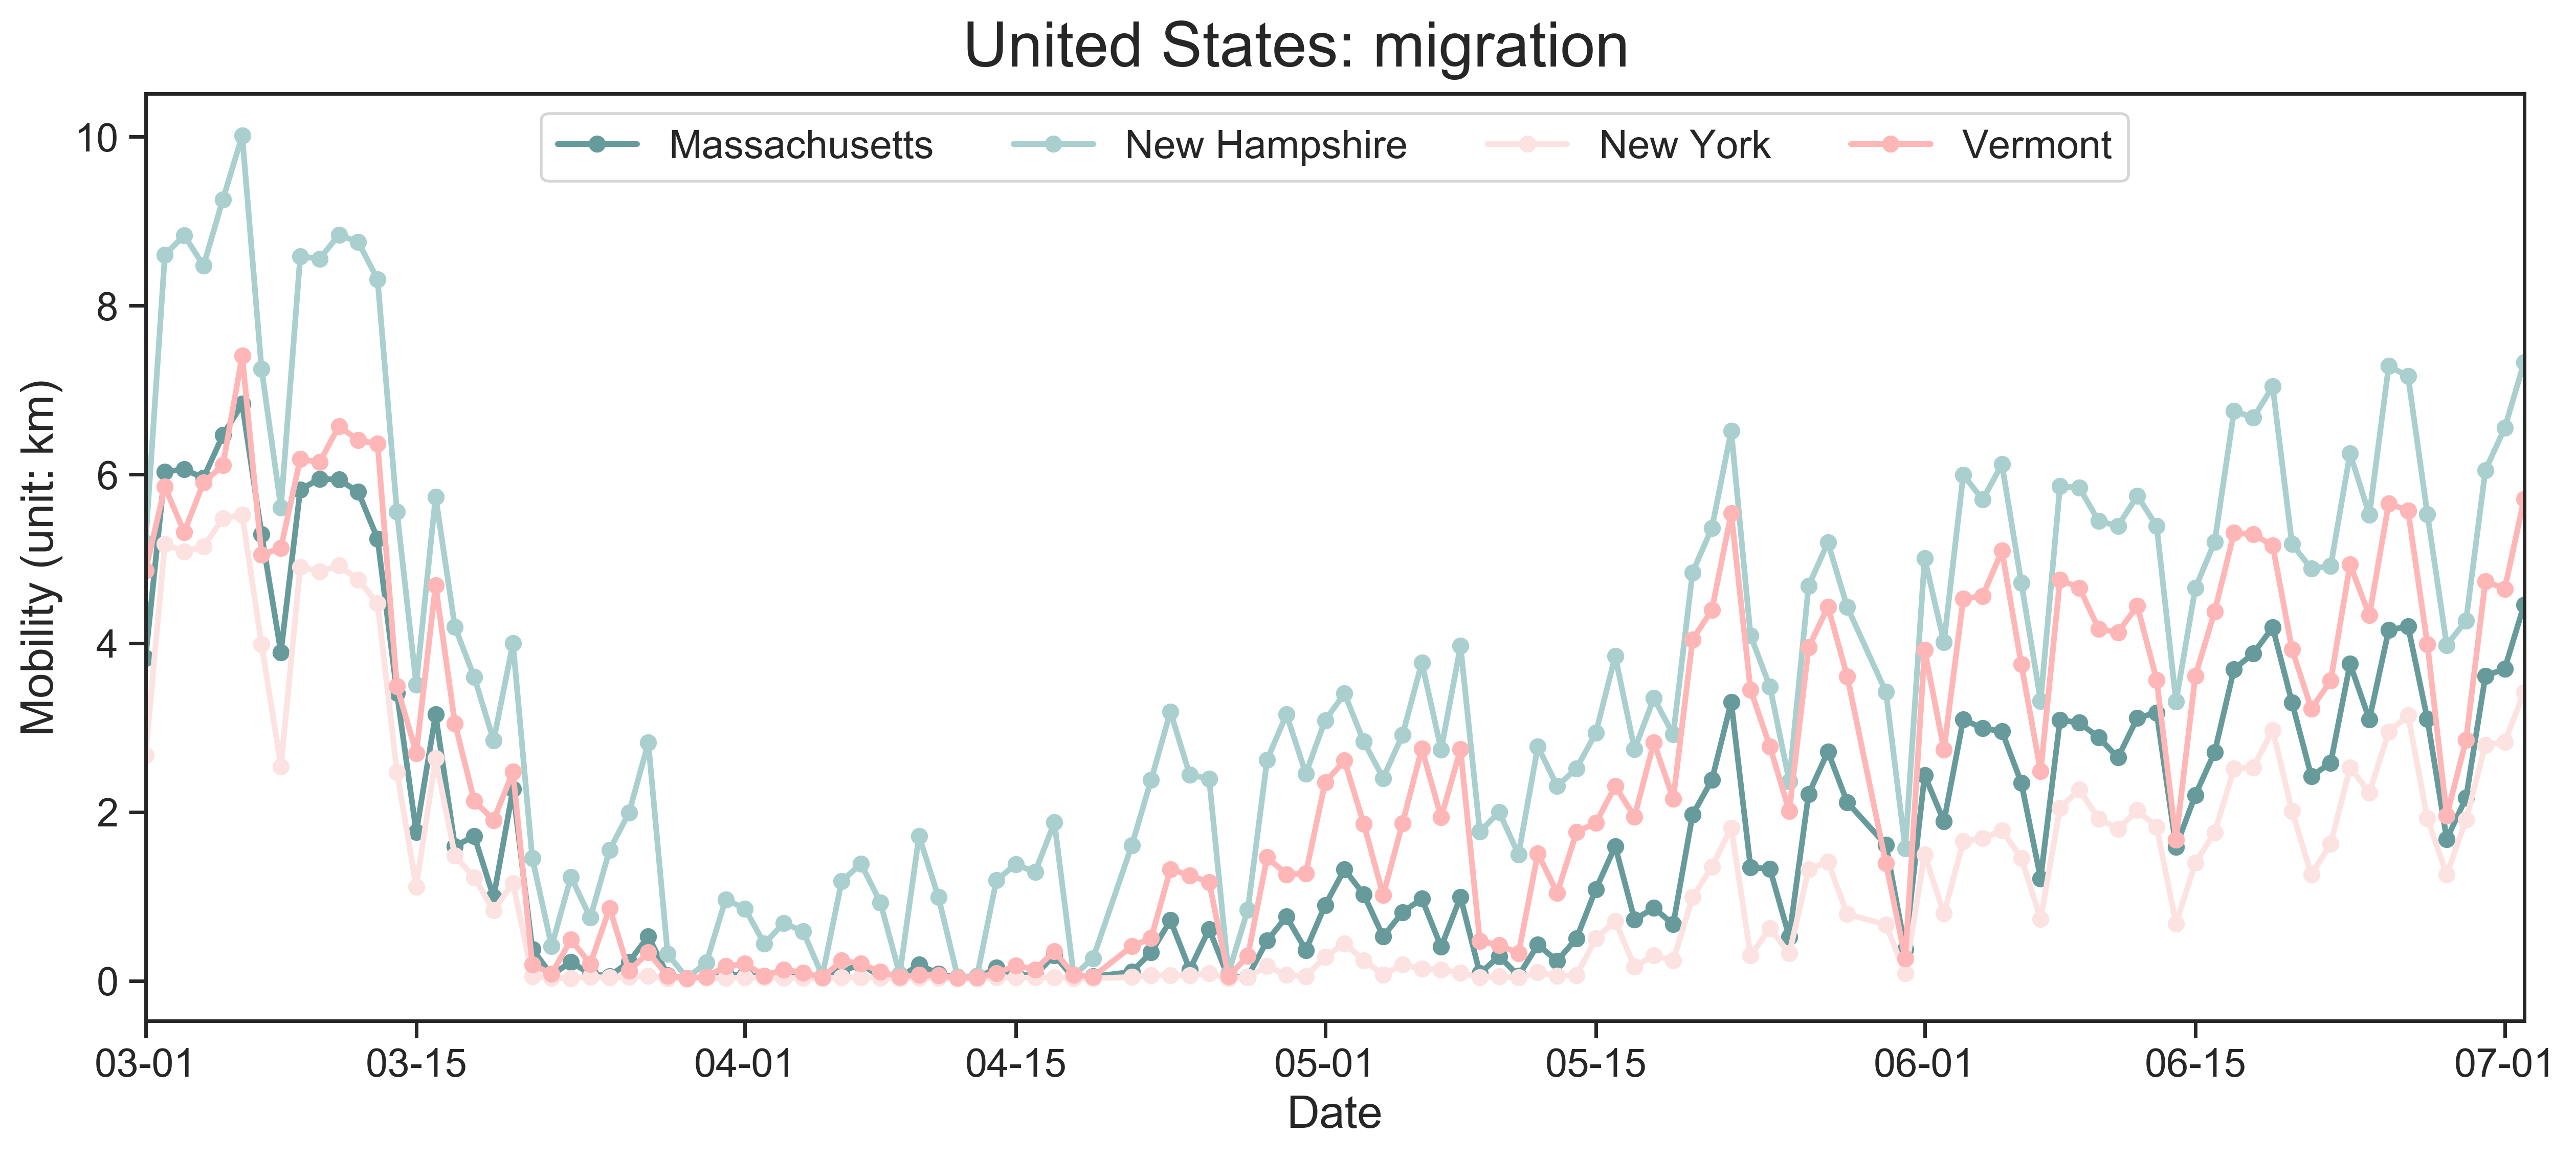 United States: migration
Massachusetts New Hampshire New York Vermont
Mobility (unit: km)
10
8
6
4
2
0
03-01 03-15 04-01 04-15 05-01 05-15 06-01 06-15 07-01
Date